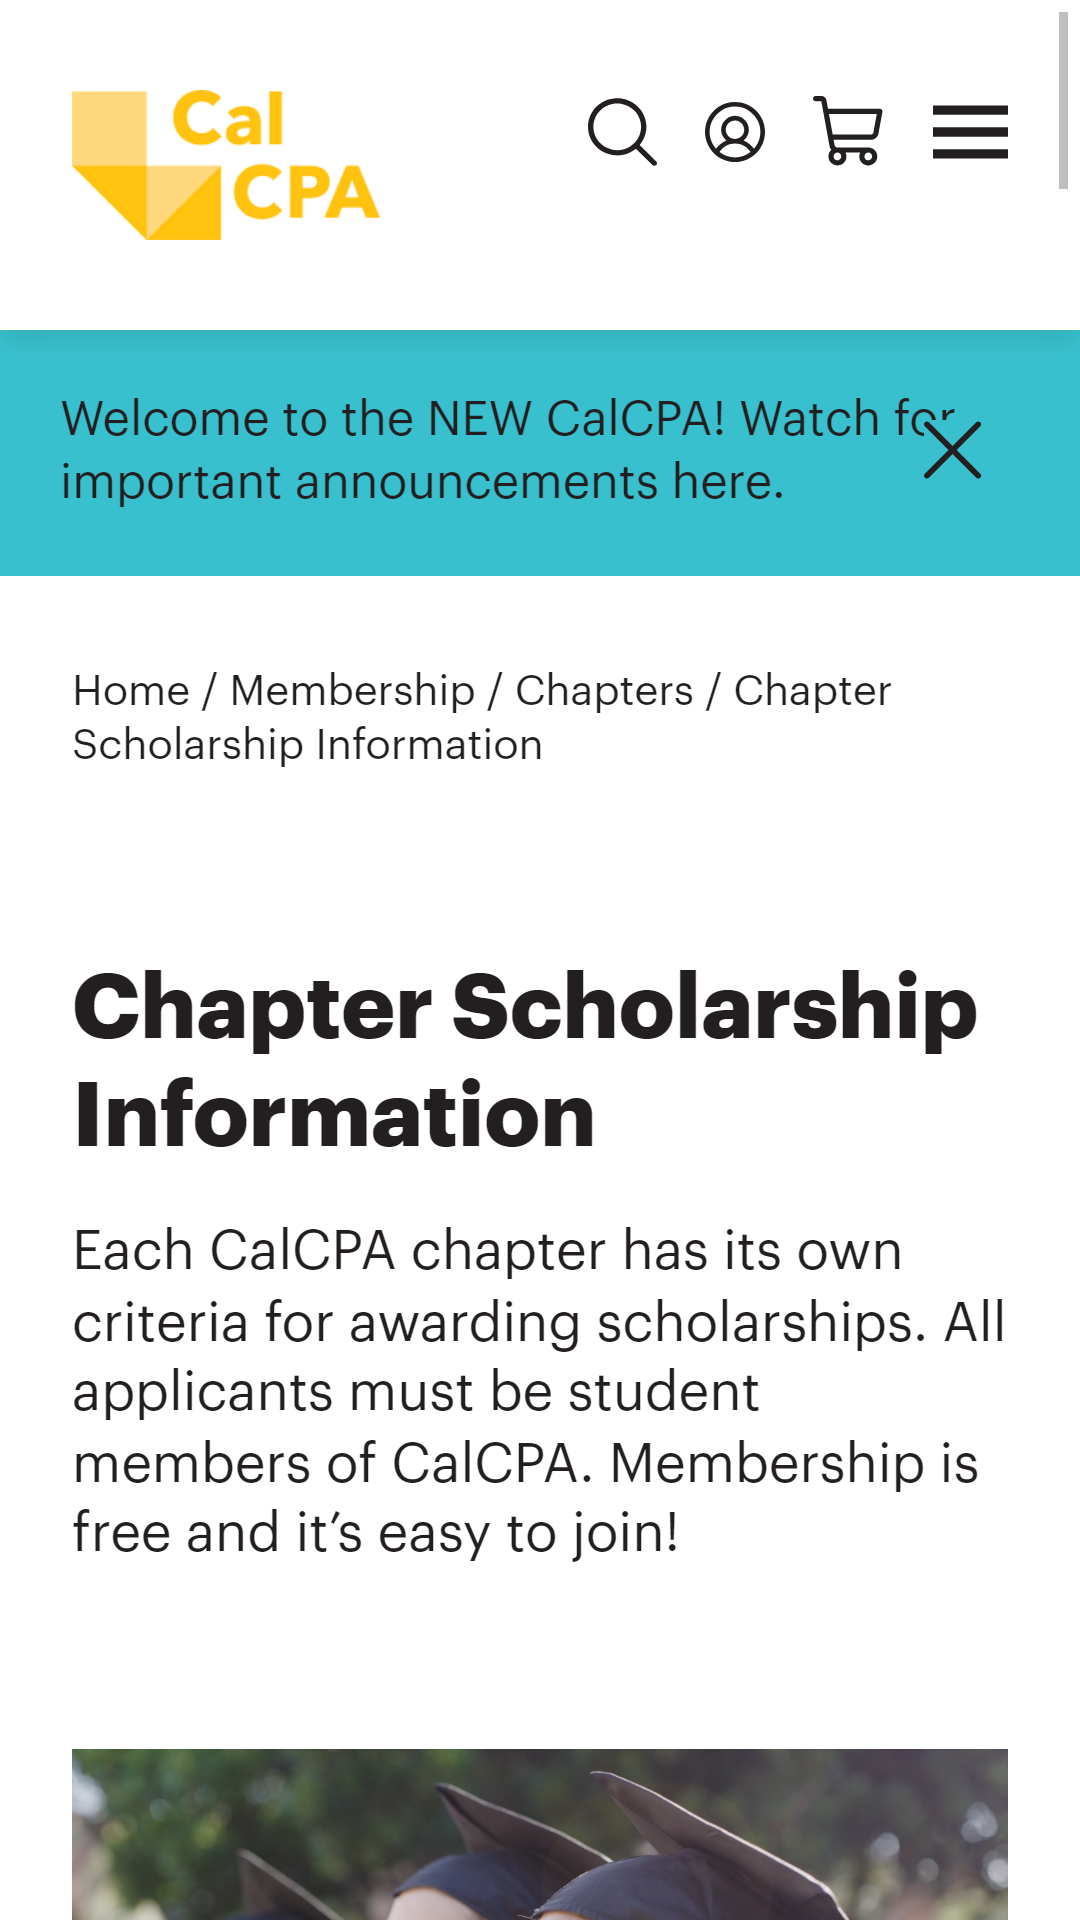 Cal
CPA
Welcome to the NEW CalCPA! Watch for
important announcements here.
Home / Membership / Chapters / Chapter
Scholarship Information
Chapter Scholarship
Information
Each CalCPA chapter has its own
criteria for awarding scholarships. All
applicants must be student
members of CalCPA. Membership is
free and it’s easy to join!